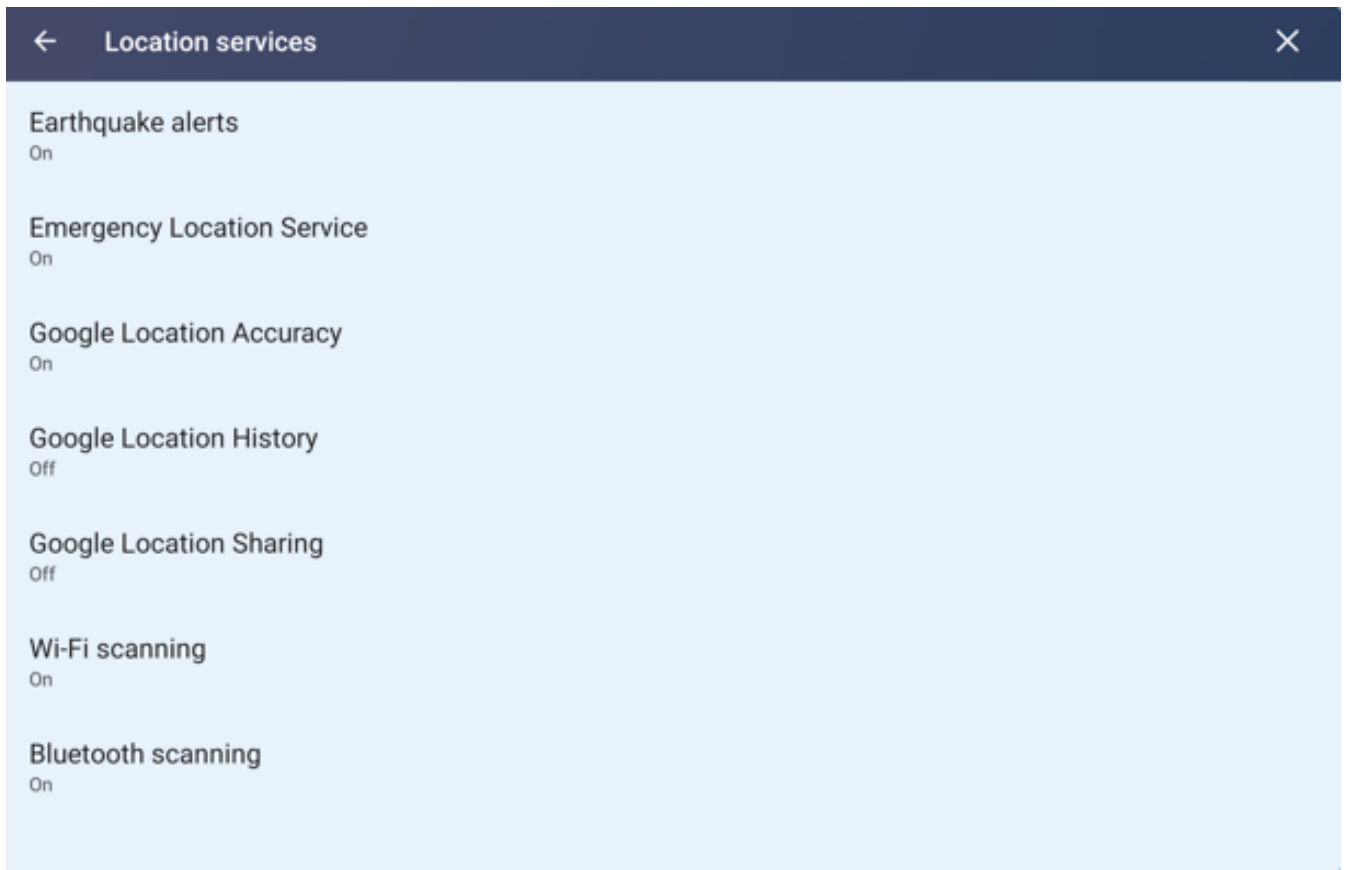 Location services
Earthquake alerts
On
Emergency Location Service
On
Google Location Accuracy
On
Google Location History
Off
Google Location Sharing
Off
Wi-Fi scanning
On
Bluetooth scanning
On